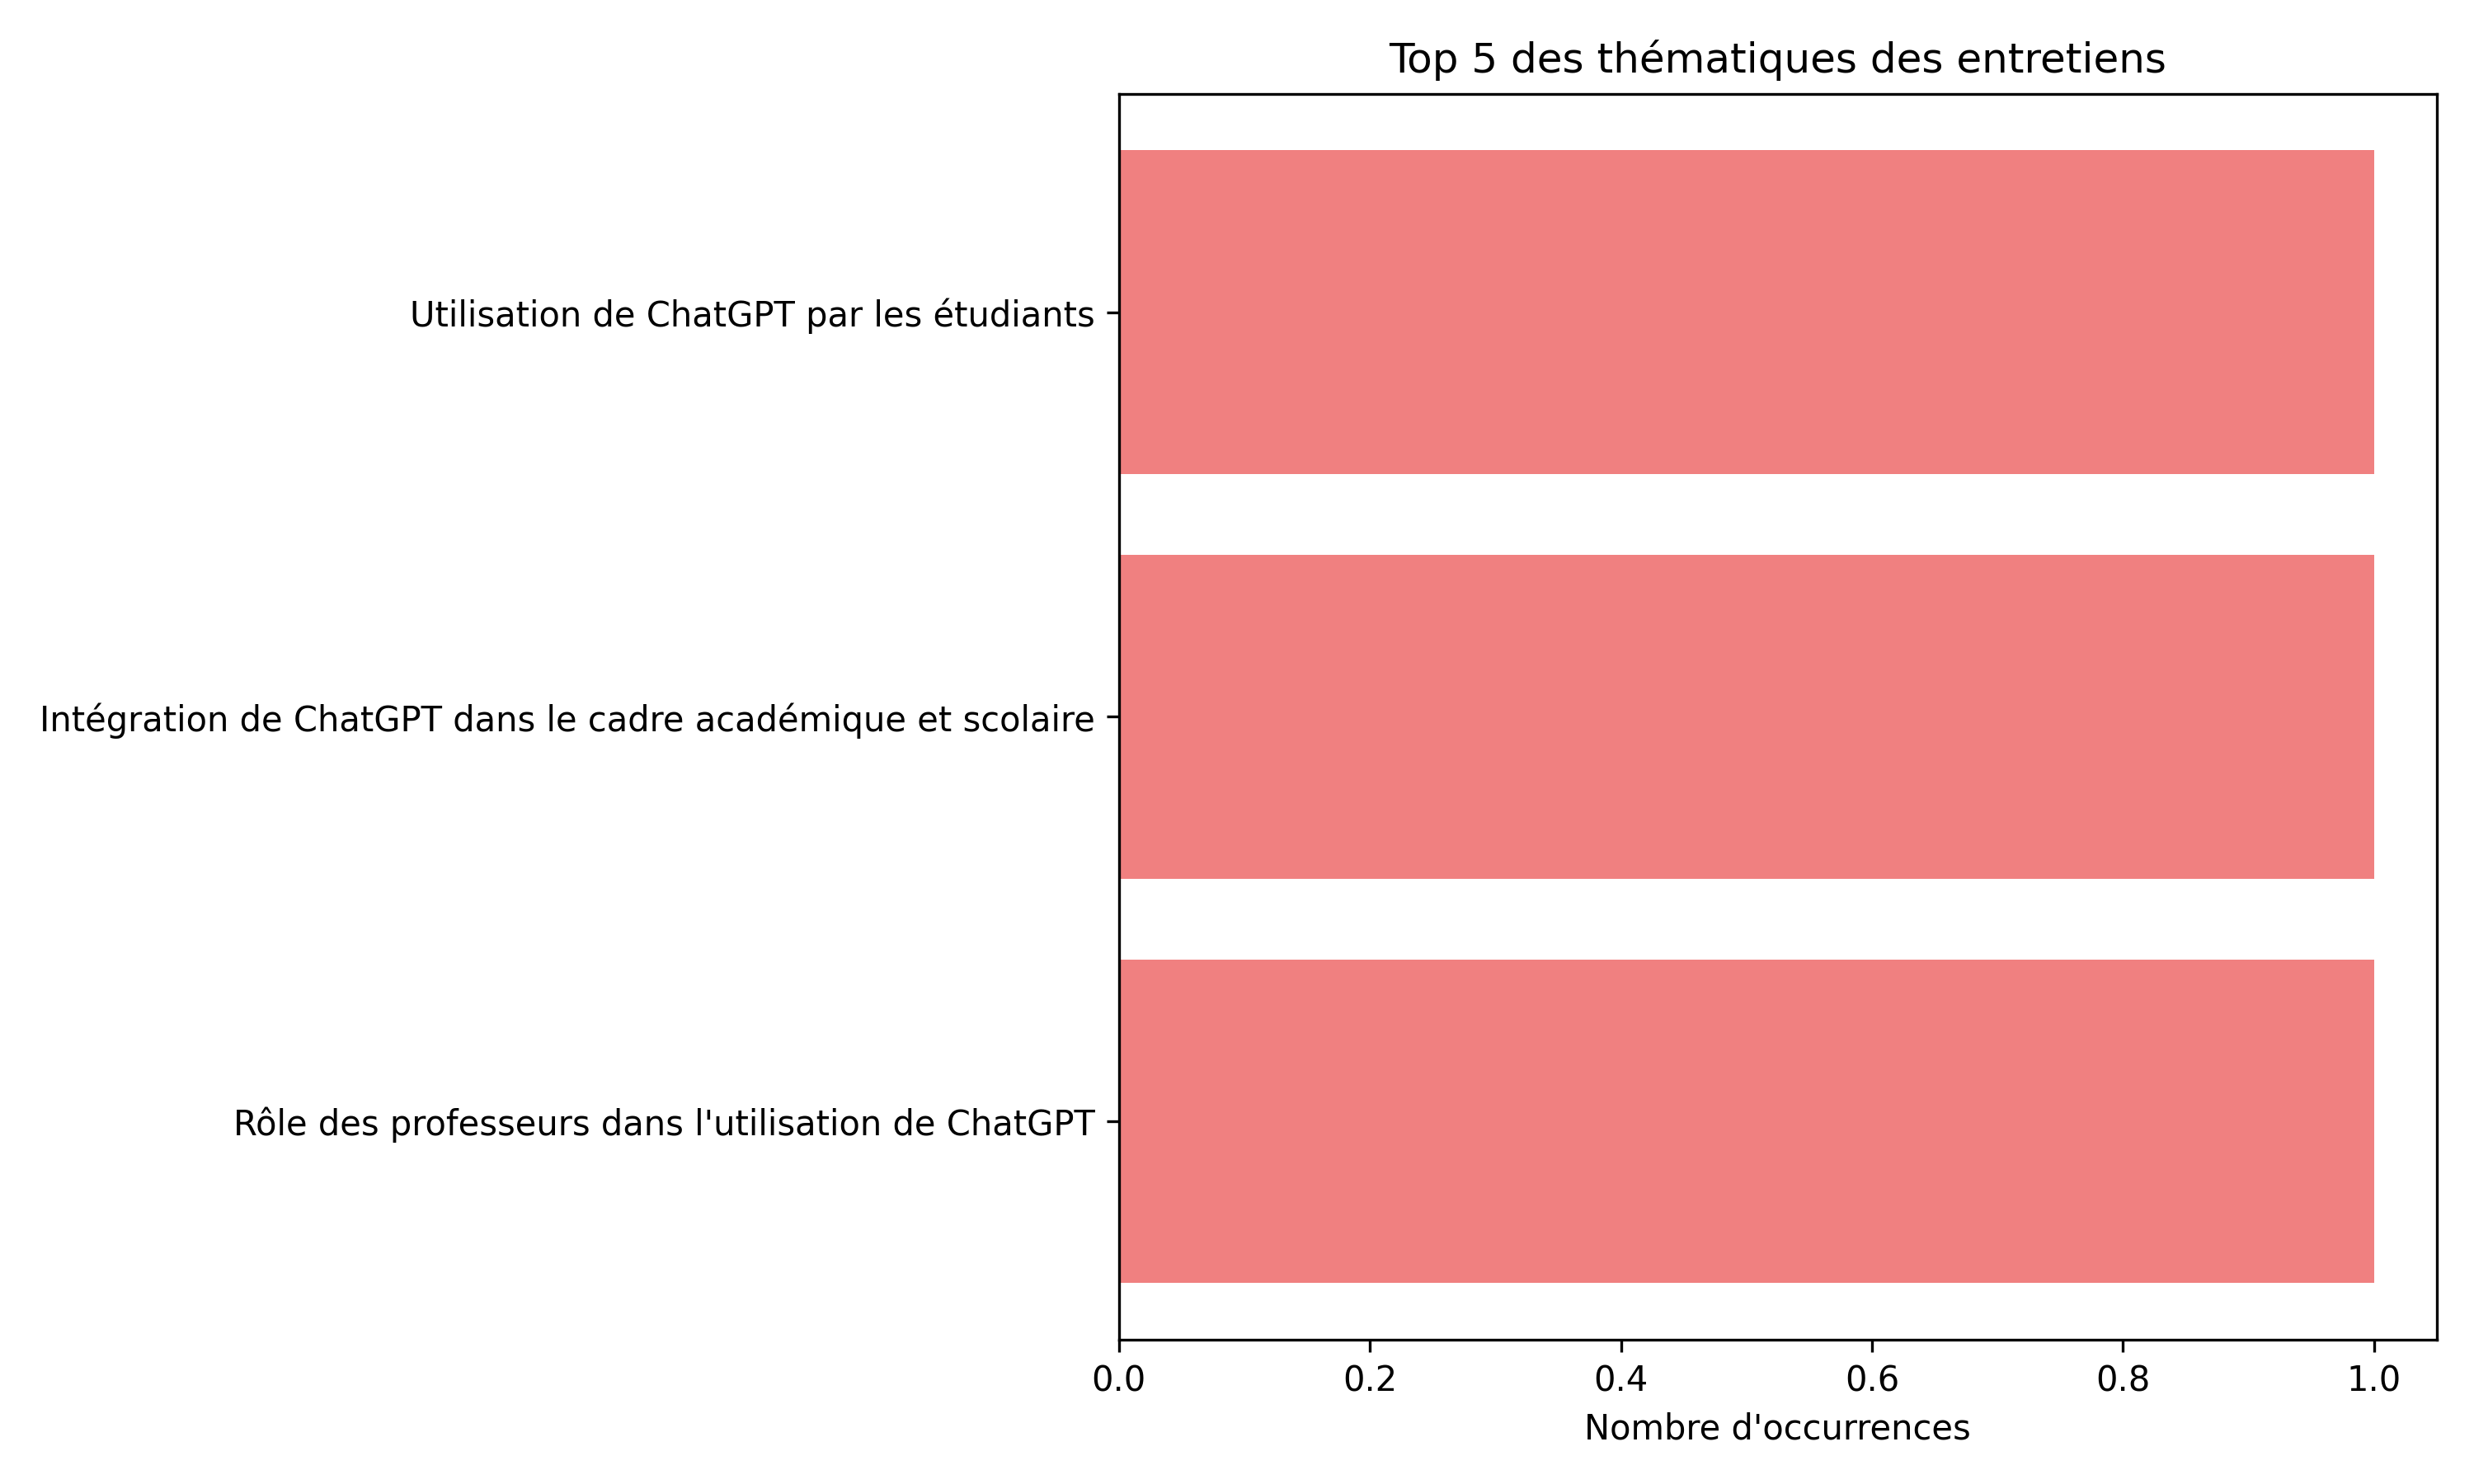 Top 5 des thématiques des entretiens
Utilisation de ChatGPT par les étudiants
Intégration de ChatGPT dans le cadre académique et scolaire
Rôle des professeurs dans l'utilisation de ChatGPT
0.0 0.2 0.4 0.6 0.8 1.0
Nombre d'occurrences